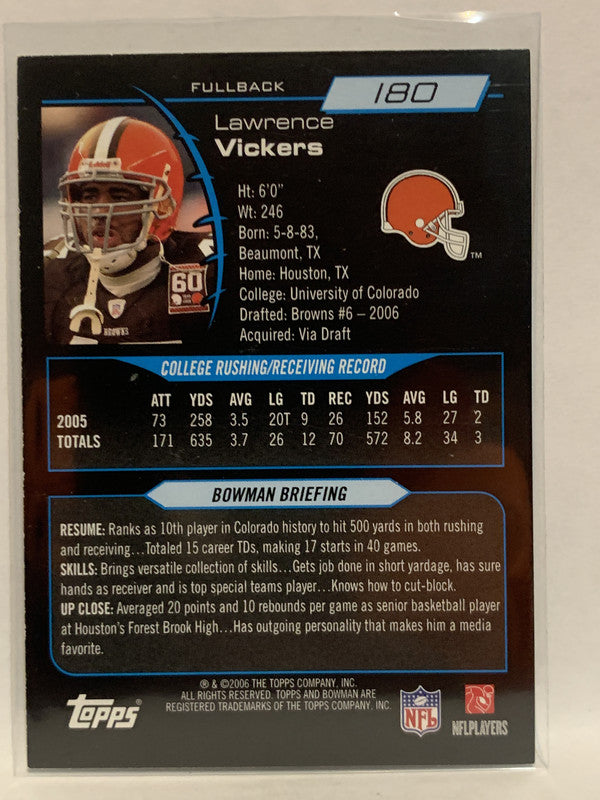 FULLBACK 180
Lawrence
Vickers
Ht: 6'0"
Wt: 246
Born: 5-8-83,
Beaumont, TX
Home: Houston, TX
College: University of Colorado
Drafted: Browns #6 – 2006
Acquired: Via Draft
Riddell
60
BROWNS
TM
COLLEGE RUSHING/RECEIVING RECORD
ATT YDS AVG LG TD REC YDS AVG LG TD
2005 73 258 3.5 20T 9 26 152 5.8 27 2
TOTALS 171 635 3.7 26 12 70 572 8.2 34 3
BOWMAN BRIEFING
RESUME: Ranks as 10th player in Colorado history to hit 500 yards in both rushing
and receiving...Totaled 15 career TDs, making 17 starts in 40 games.
SKILLS: Brings versatile collection of skills...Gets job done in short yardage, has sure
hands as receiver and is top special teams player...Knows how to cut-block.
UP CLOSE: Averaged 20 points and 10 rebounds per game as senior basketball player
at Houston's Forest Brook High...Has outgoing personality that makes him a media
favorite.
® & ©2006 THE TOPPS COMPANY, INC.
ALL RIGHTS RESERVED. TOPPS AND BOWMAN ARE
REGISTERED TRADEMARKS OF THE TOPPS COMPANY, INC.
Topps
NFL
NFLPLAYERS